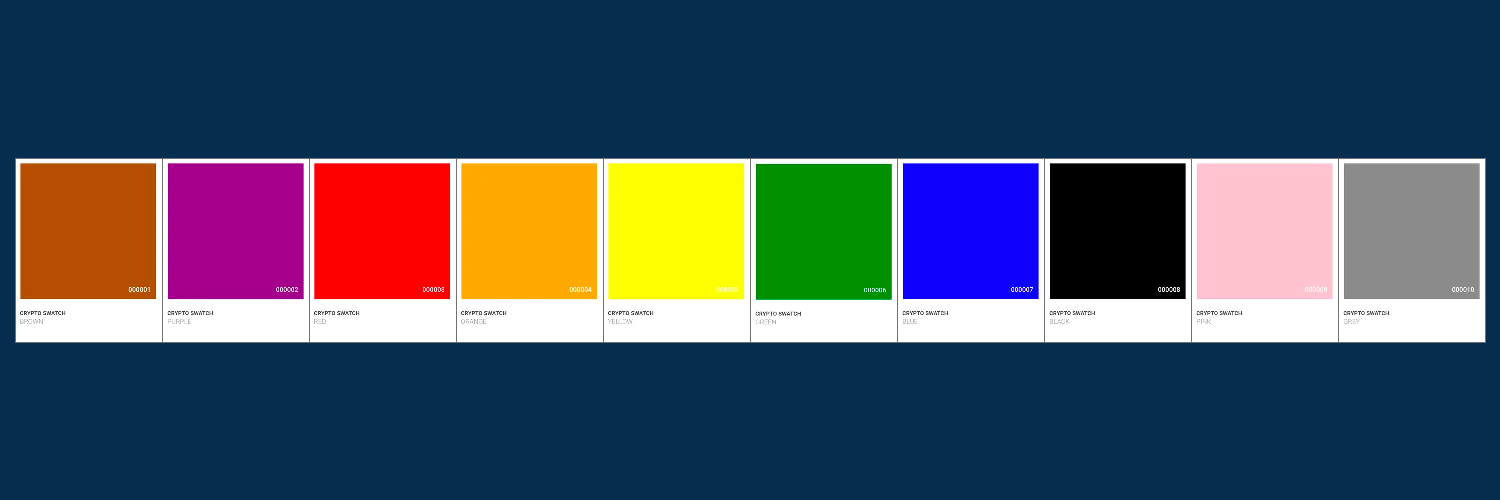 000001
CRYPTO SWATCH
BROWN
000002
CRYPTO SWATCH
PURPLE
000003
CRYPTO SWATCH
RED
000004
CRYPTO SWATCH
ORANGE
000005
CRYPTO SWATCH
YELLOW
000006
CRYPTO SWATCH
GREEN
000007
CRYPTO SWATCH
BLUE
000008
CRYPTO SWATCH
BLACK
000009
CRYPTO SWATCH
PINK
000010
CRYPTO SWATCH
GREY